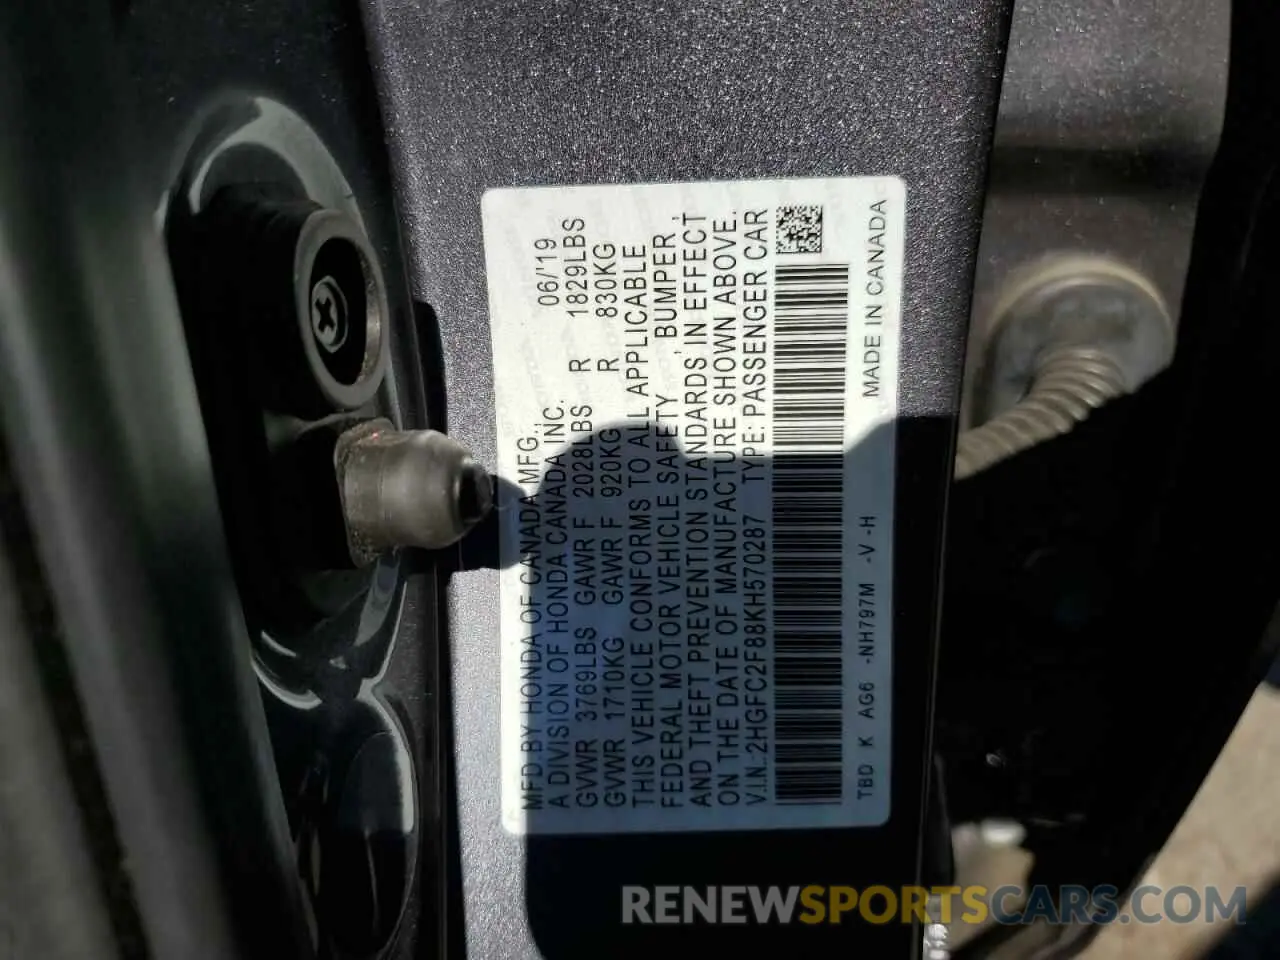 MFD.BY HONDA OF CANADA MFG.,  06/'19
A DIVISION OF HONDA CANADA INC.
GVWR 3769LBS GAWR F 2028LBS R 1829LBS
GVWR 1710KG GAWR F 920KG R 830KG
THIS VEHICLE CONFORMS TO ALL APPLICABLE
FEDERAL MOTOR VEHICLE SAFETY, BUMPER,
AND THEFT PREVENTION STANDARDS IN EFFECT
ON THE DATE OF MANUFACTURE SHOWN ABOVE.
V.I.N.:2HGFC2F88KH570287 TYPE: PASSENGER CAR
TBD K AG6 -NH797M -V -H MADE IN CANADA
RENEWSPORTSCARS.COM